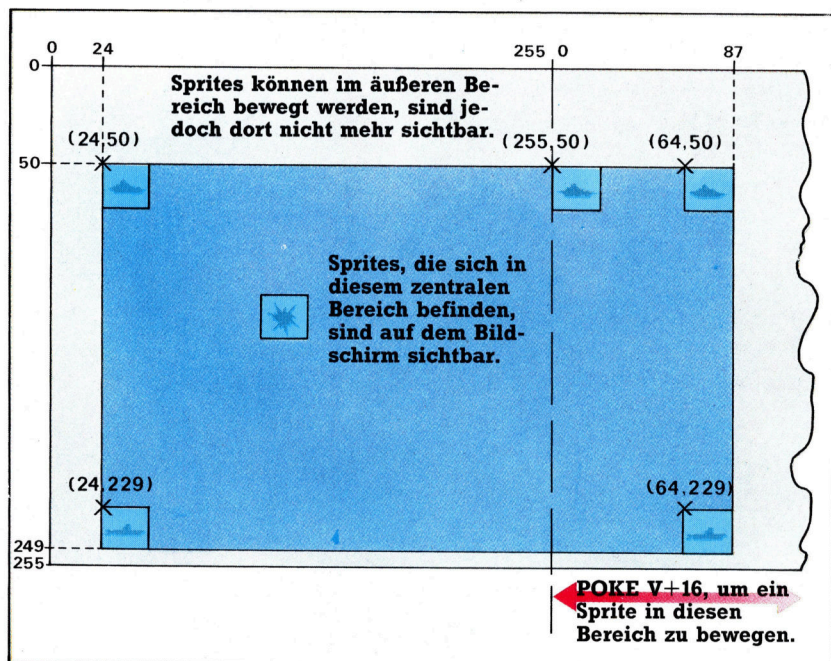 0 24 255 0 87
0
Sprites können im äußeren Be-
reich bewegt werden, sind je-
doch dort nicht mehr sichtbar.
(24,50) (255,50) (64,50)
50
Sprites, die sich in
diesem zentralen
Bereich befinden,
sind auf dem Bild-
schirm sichtbar.
(24,229) (64,229)
249
255
POKE V+16, um ein
Sprite in diesen
Bereich zu bewegen.